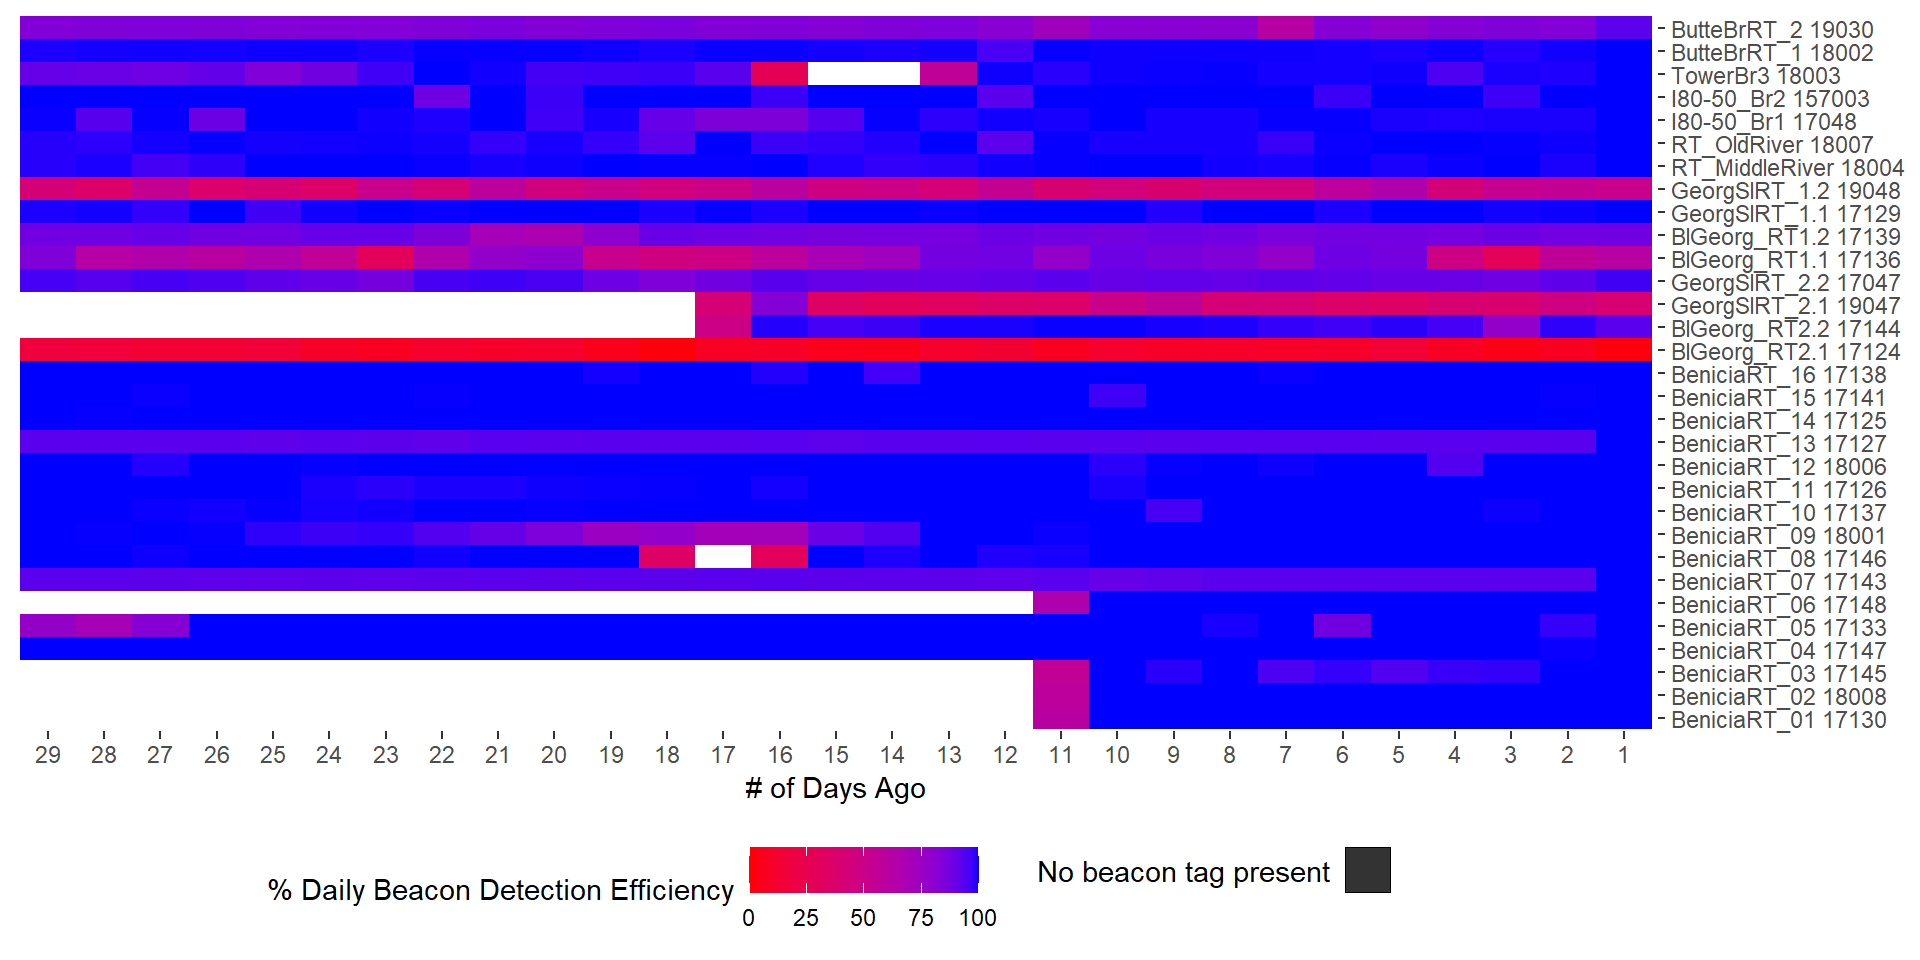 ButteBrRT_2 19030
ButteBrRT_1 18002
TowerBr3 18003
I80-50_Br2 157003
I80-50_Br1 17048
RT_OldRiver 18007
RT_MiddleRiver 18004
GeorgSlRT_1.2 19048
GeorgSlRT_1.1 17129
BlGeorg_RT1.2 17139
BlGeorg_RT1.1 17136
GeorgSlRT_2.2 17047
GeorgSlRT_2.1 19047
BlGeorg_RT2.2 17144
BlGeorg_RT2.1 17124
BeniciaRT_16 17138
BeniciaRT_15 17141
BeniciaRT_14 17125
BeniciaRT_13 17127
BeniciaRT_12 18006
BeniciaRT_11 17126
BeniciaRT_10 17137
BeniciaRT_09 18001
BeniciaRT_08 17146
BeniciaRT_07 17143
BeniciaRT_06 17148
BeniciaRT_05 17133
BeniciaRT_04 17147
BeniciaRT_03 17145
BeniciaRT_02 18008
BeniciaRT_01 17130
29 28 27 26 25 24 23 22 21 20 19 18 17 16 15 14 13 12 11 10 9 8 7 6 5 4 3 2 1
# of Days Ago
% Daily Beacon Detection Efficiency
0 25 50 75 100
No beacon tag present